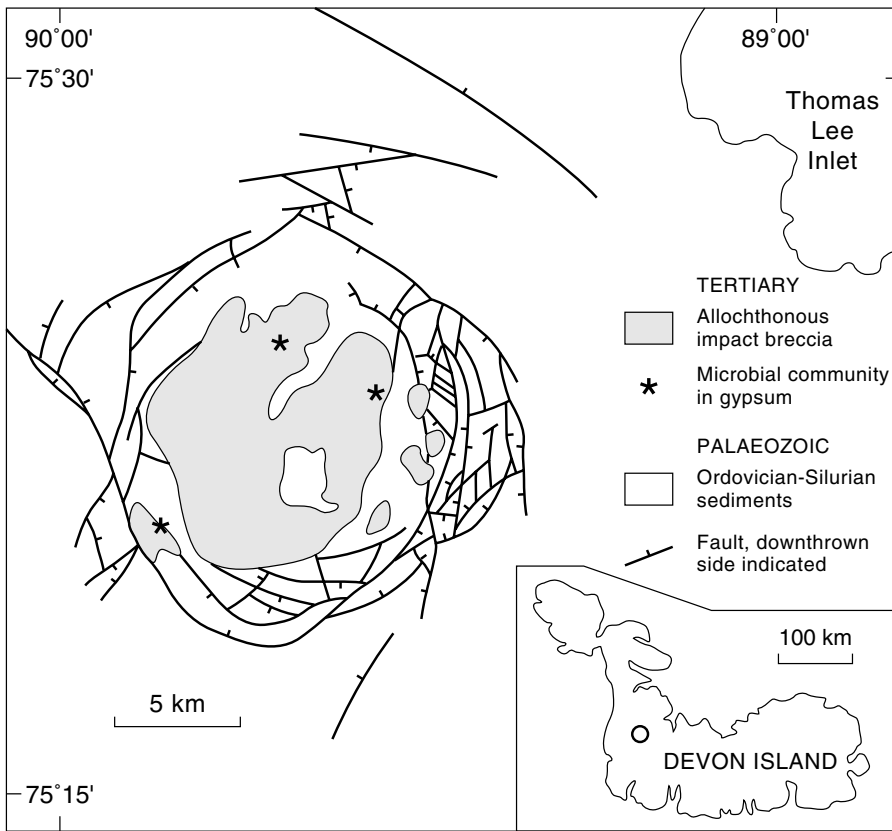 90°00'
89°00'
75°30'
Thomas
Lee
Inlet
TERTIARY
Allochthonous
impact breccia
Microbial community
in gypsum
PALAEOZOIC
Ordovician-Silurian
sediments
Fault, downthrown
side indicated
5 km
100 km
DEVON ISLAND
75°15'